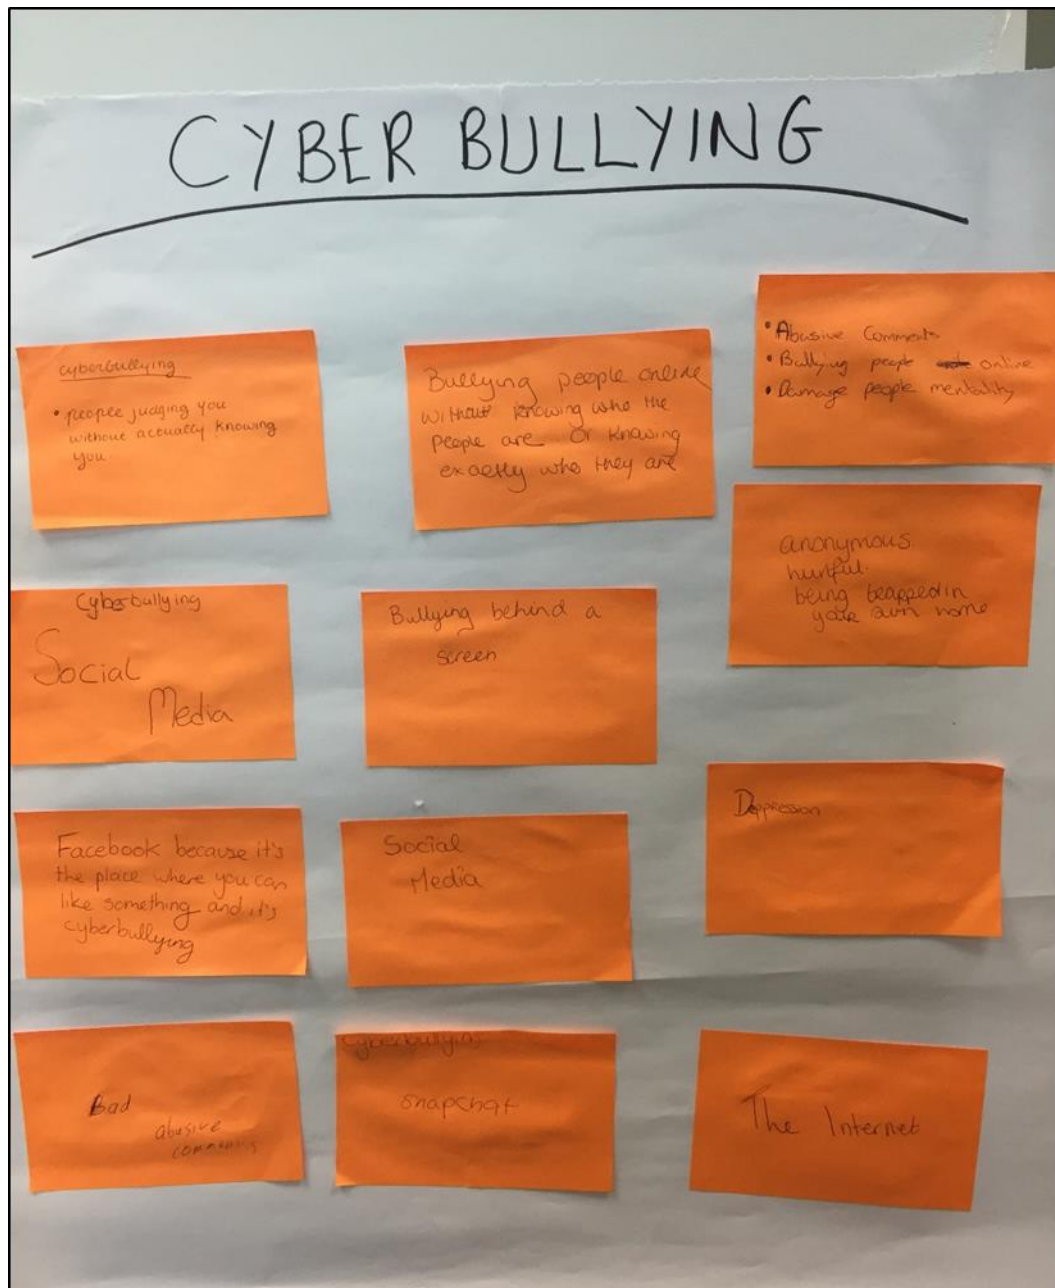 CYBER BULLYING
cyberbullying
• people judging you
without actually knowing
you.
Bullying people online
without knowing who the
people are or knowing
exactly who they are
• Abusive Comments
• Bullying people online
• Damage people mentality
anonymous.
hurtful.
being trapped in
your own home
Cyberbullying
Social
Media
Bullying behind a
screen
Facebook because it's
the place where you can
like something and it's
cyberbullying
Social
Media
Deppression
Bad
abusive
comments
Cyberbullying
Snapchat
The Internet